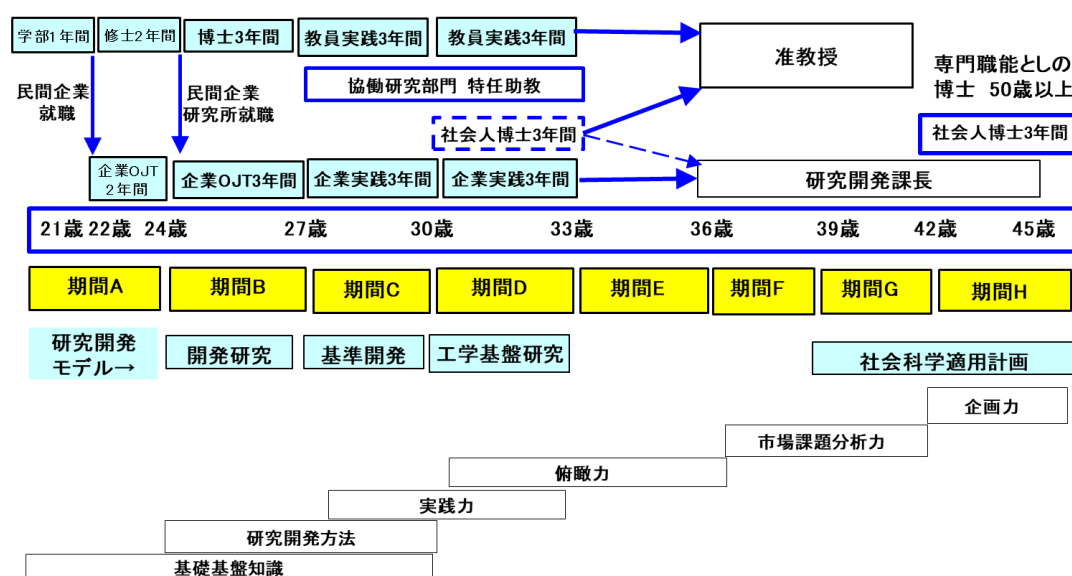 学部1年間
修士2年間
博士3年間
教員実践3年間
教員実践3年間
准教授
専門職能としの
博士 50歳以上
民間企業
就職
民間企業
研究所就職
協働研究部門 特任助教
社会人博士3年間
社会人博士3年間
企業OJT
2年間
企業OJT3年間
企業実践3年間
企業実践3年間
研究開発課長
21歳 22歳 24歳 27歳 30歳 33歳 36歳 39歳 42歳 45歳
期間A
期間B
期間C
期間D
期間E
期間F
期間G
期間H
研究開発
モデル→
開発研究
基準開発
工学基盤研究
社会科学適用計画
企画力
市場課題分析力
俯瞰力
実践力
研究開発方法
基礎基盤知識